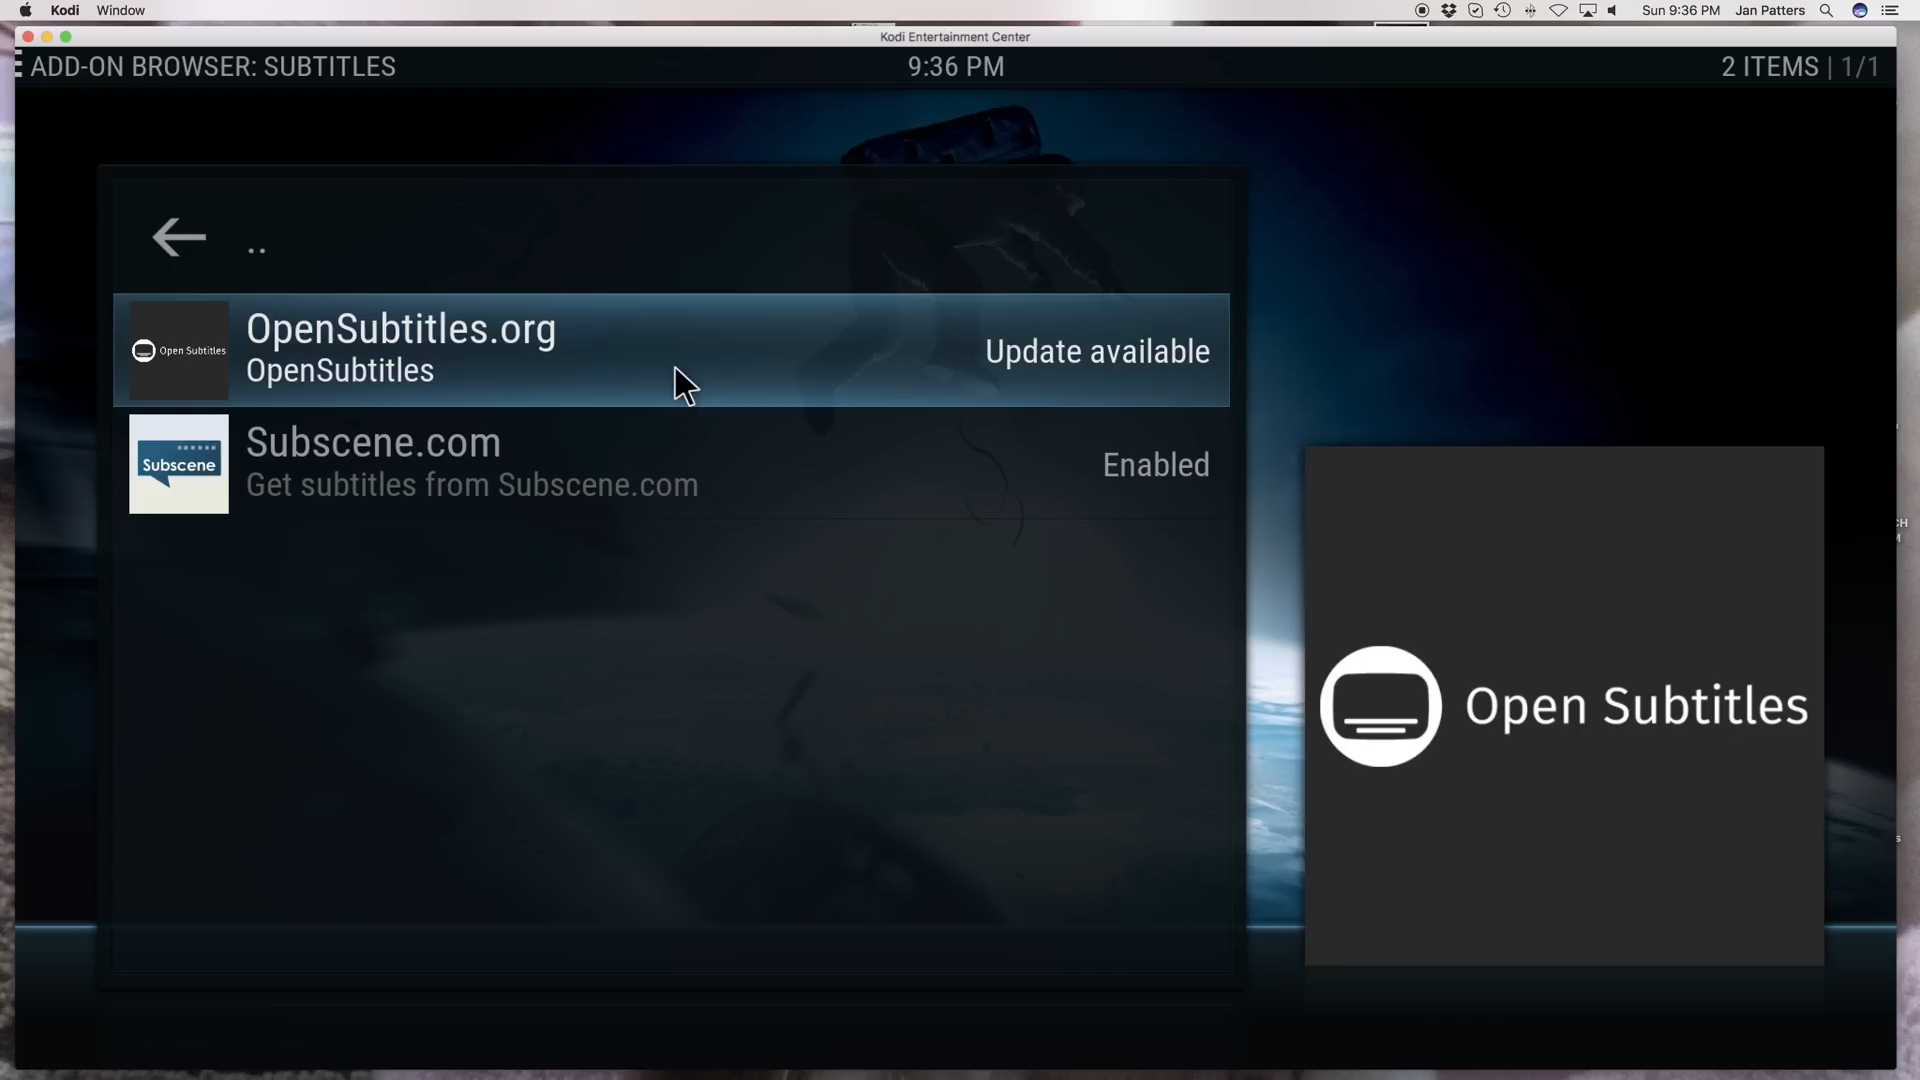 Kodi Window
Sun 9:36 PM Jan Patters
Kodi Entertainment Center
ADD-ON BROWSER: SUBTITLES
9:36 PM
2 ITEMS | 1/1
..
Open Subtitles
OpenSubtitles.org
OpenSubtitles
Update available
Subscene
Subscene.com
Get subtitles from Subscene.com
Enabled
Open Subtitles